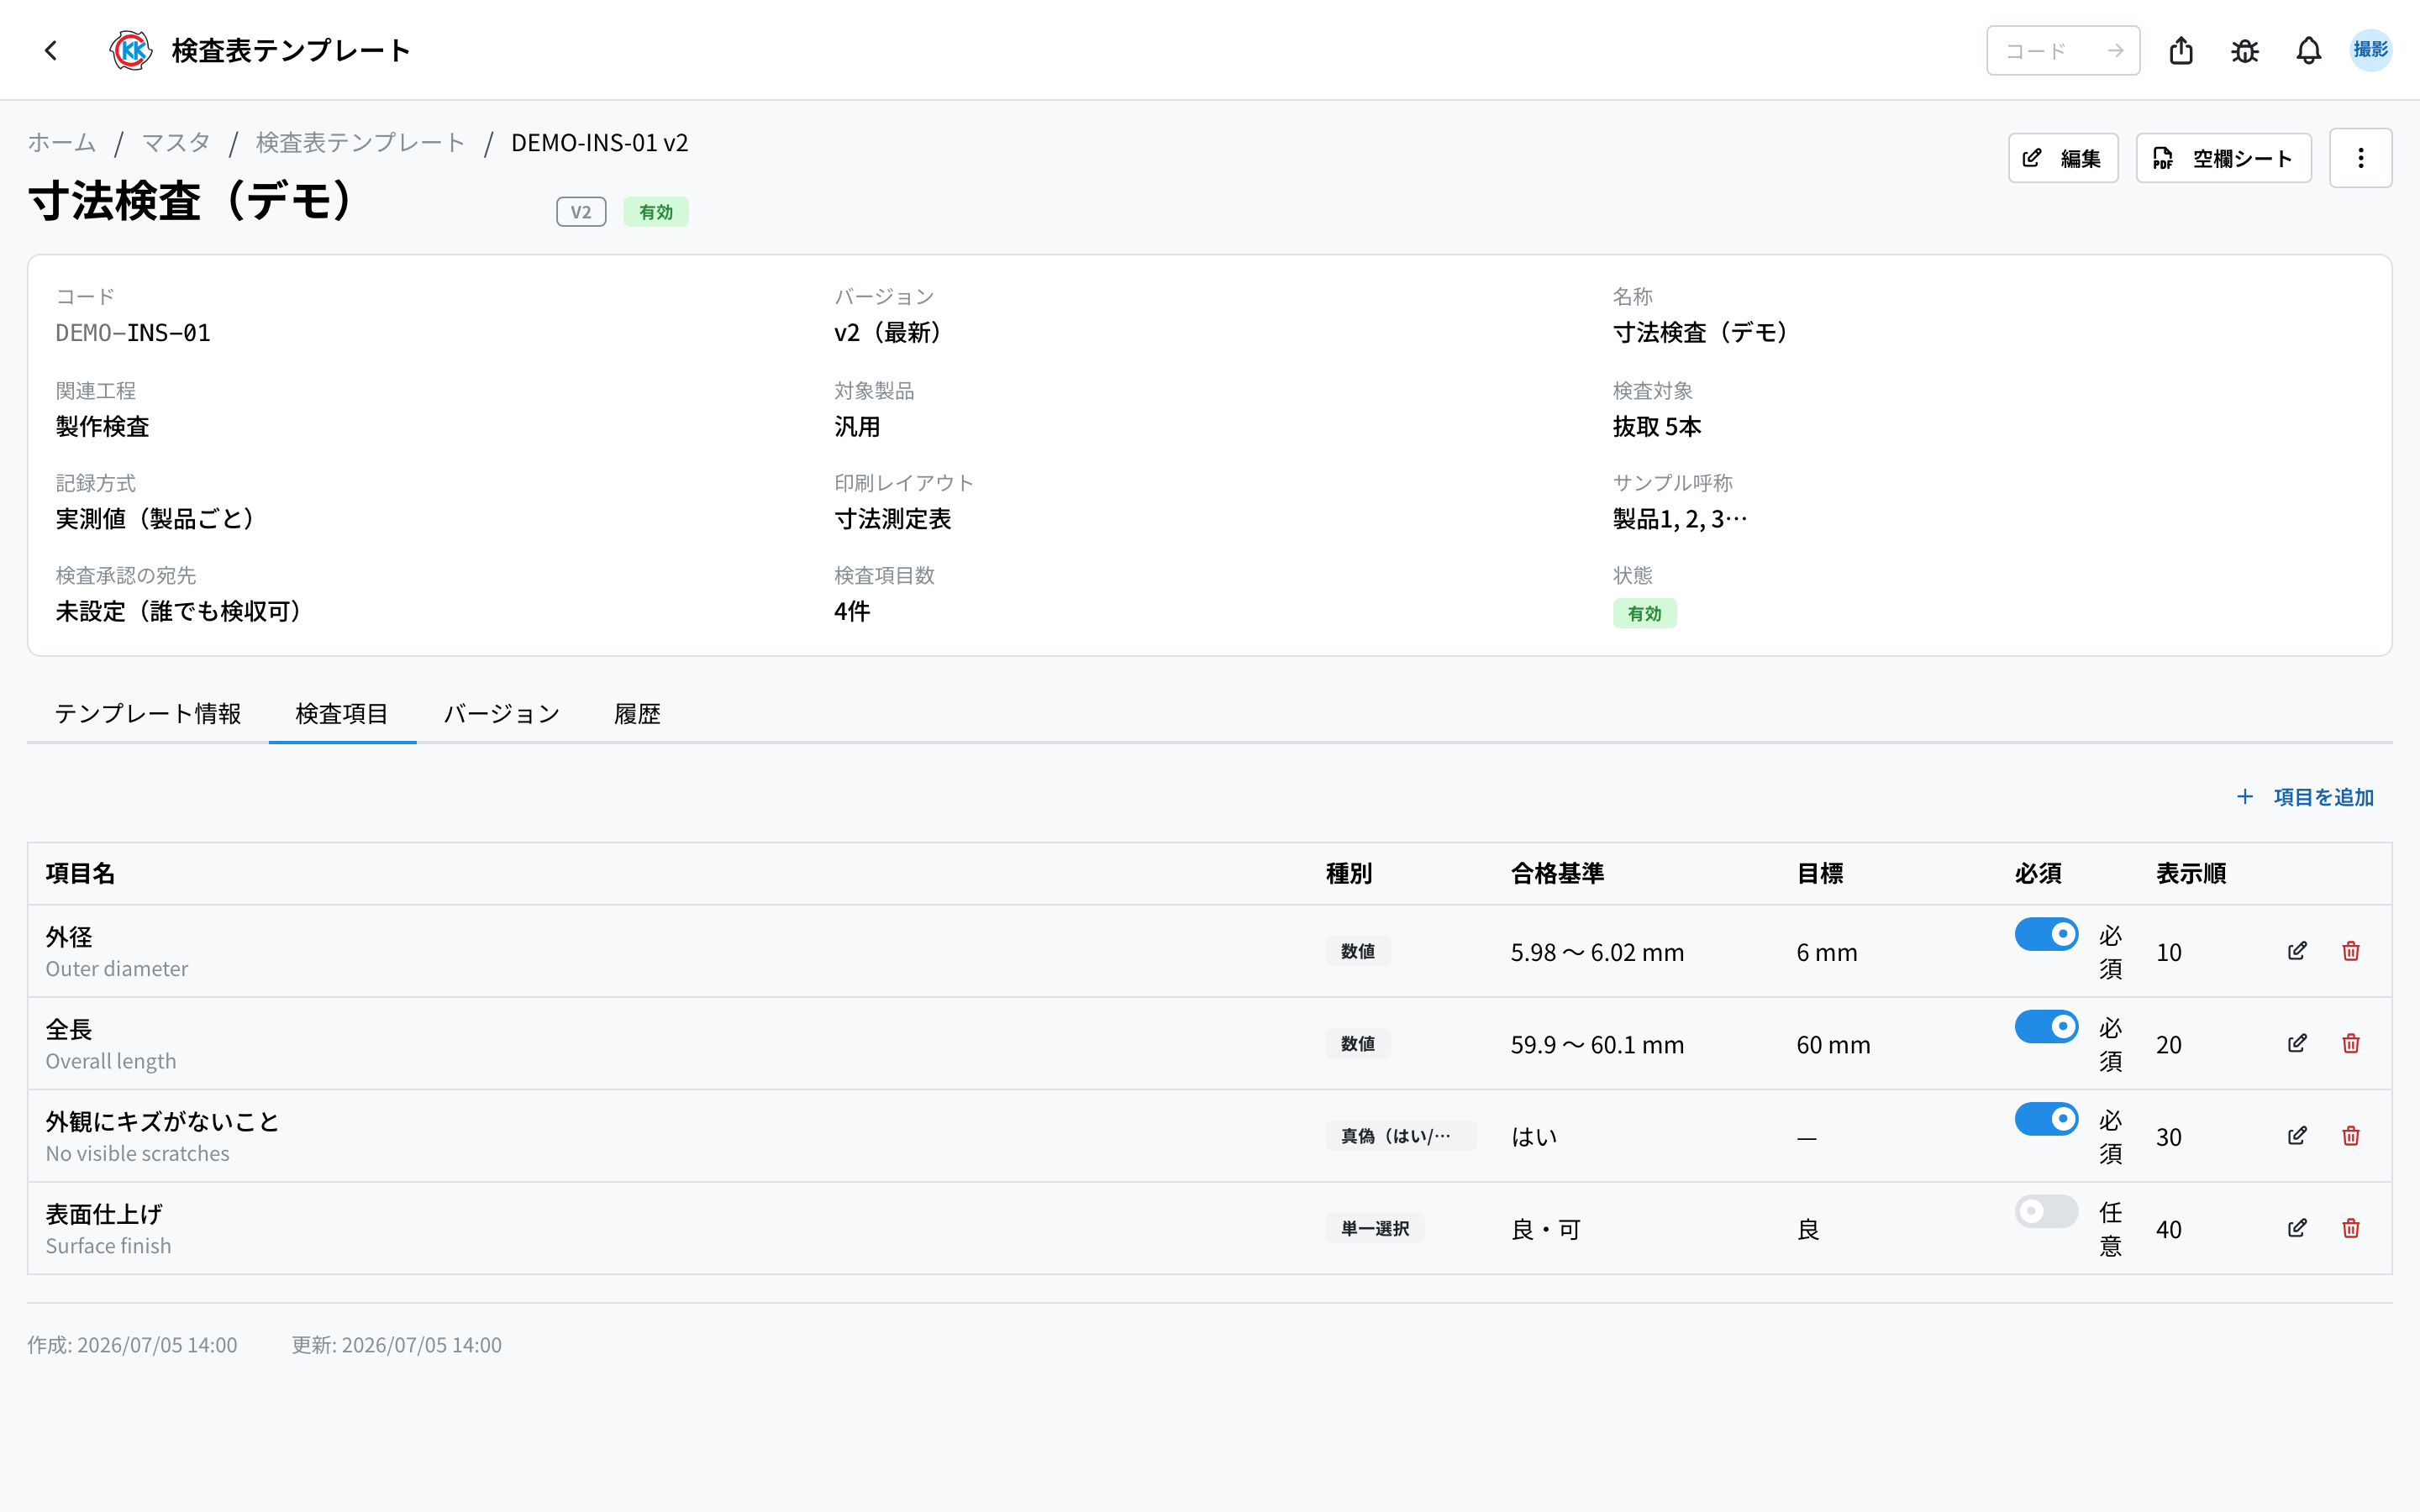 KK 検査表テンプレート
コード
撮影
ホーム / マスタ / 検査表テンプレート / DEMO-INS-01 v2
編集
PDF 空欄シート
寸法検査（デモ）
V2
有効
コード
DEMO-INS-01
バージョン
v2（最新）
名称
寸法検査（デモ）
関連工程
製作検査
対象製品
汎用
検査対象
抜取 5本
記録方式
実測値（製品ごと）
印刷レイアウト
寸法測定表
サンプル呼称
製品1, 2, 3…
検査承認の宛先
未設定（誰でも検収可）
検査項目数
4件
状態
有効
テンプレート情報 検査項目 バージョン 履歴
+ 項目を追加
項目名 種別 合格基準 目標 必須 表示順
外径
Outer diameter
数値 5.98 〜 6.02 mm 6 mm 必須 10
全長
Overall length
数値 59.9 〜 60.1 mm 60 mm 必須 20
外観にキズがないこと
No visible scratches
真偽（はい/… はい — 必須 30
表面仕上げ
Surface finish
単一選択 良・可 良 任意 40
作成: 2026/07/05 14:00 更新: 2026/07/05 14:00